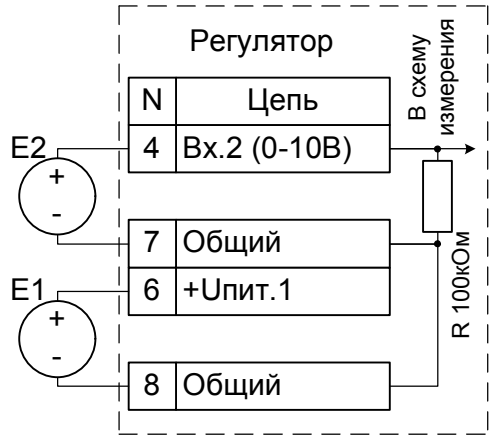 Регулятор
N Цепь
4 Вх.2 (0-10В)
7 Общий
6 +Uпит.1
8 Общий
E2
+
-
E1
+
-
В схему
измерения
R 100кОм